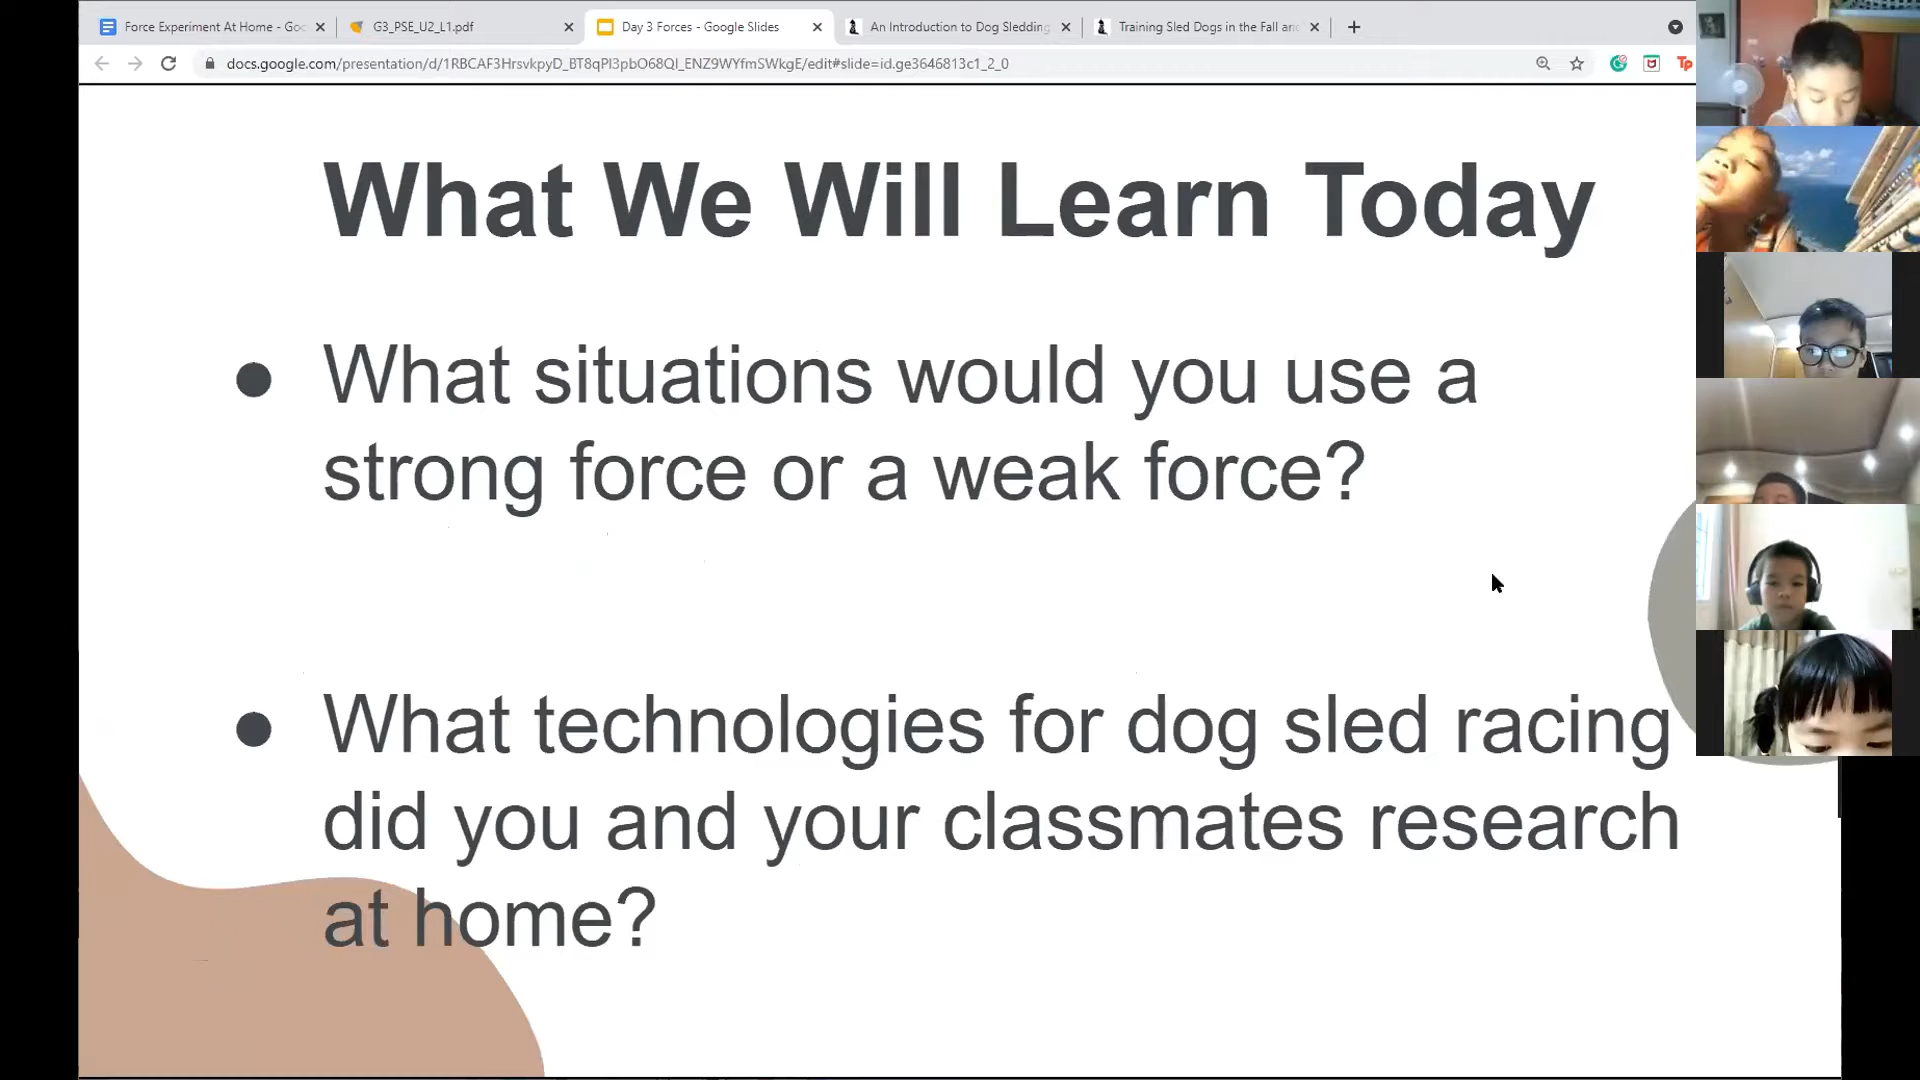 Force Experiment At Home - Goo
G3_PSE_U2_L1.pdf
Day 3 Forces - Google Slides
An Introduction to Dog Sledding
Training Sled Dogs in the Fall an
docs.google.com/presentation/d/1RBCAF3HrsvkpyD_BT8qPl3pbO68QI_ENZ9WYfmSWkgE/edit#slide=id.ge3646813c1_2_0
What We Will Learn Today
● What situations would you use a
strong force or a weak force?
● What technologies for dog sled racing
did you and your classmates research
at home?